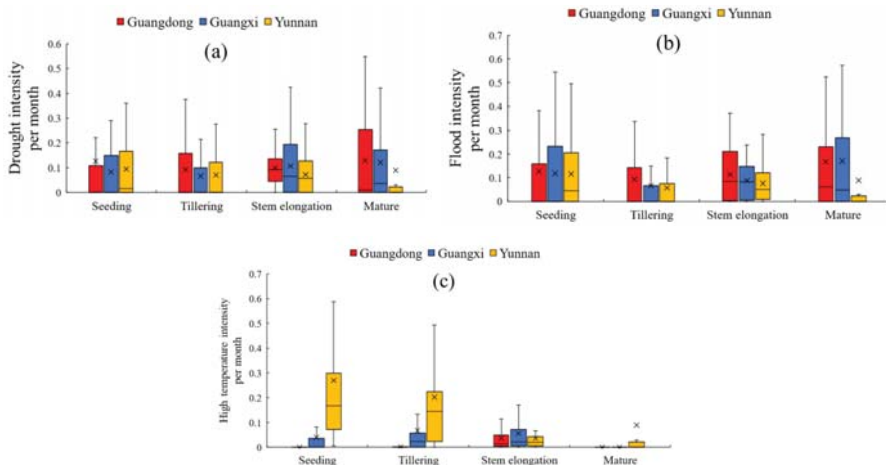 Guangdong Guangxi Yunnan
(a)
Drought intensity
per month
0.6
0.5
0.4
0.3
0.2
0.1
0
Seeding Tillering Stem elongation Mature
Guangdong Guangxi Yunnan
(b)
Flood intensity
per month
0.7
0.6
0.5
0.4
0.3
0.2
0.1
0
Seeding Tillering Stem elongation Mature
Guangdong Guangxi Yunnan
(c)
High temperature intensity
per month
0.7
0.6
0.5
0.4
0.3
0.2
0.1
0
Seeding Tillering Stem elongation Mature